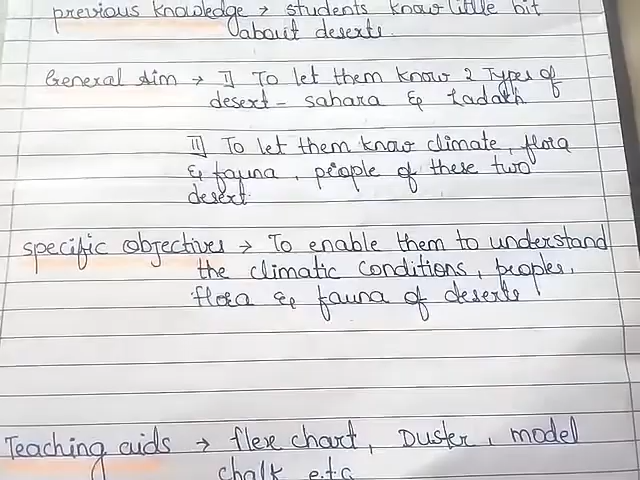 previous knowledge → students know little bit
about deserts.
General Aim → I] To let them know 2 Types of
desert - sahara & Ladakh
II] To let them know climate, flora
& fauna, people of these two
desert.
specific objectives → To enable them to understand
the climatic conditions, peoples,
flora & fauna of deserts.
Teaching aids → flexe chart, Duster, model
chalk etc